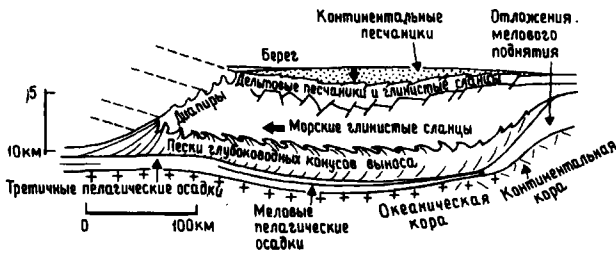 Континентальные
песчаники
Отложения
мелового
поднятия
Берег
Дельтовые песчаники и глинистые сланцы
Диапиры
5
Морские глинистые сланцы
10км
Пески глубоководных конусов выноса
Третичные пелагические осадки
0
100км
Меловые
пелагические
осадки
Океаническая
кора
Континентальная
кора